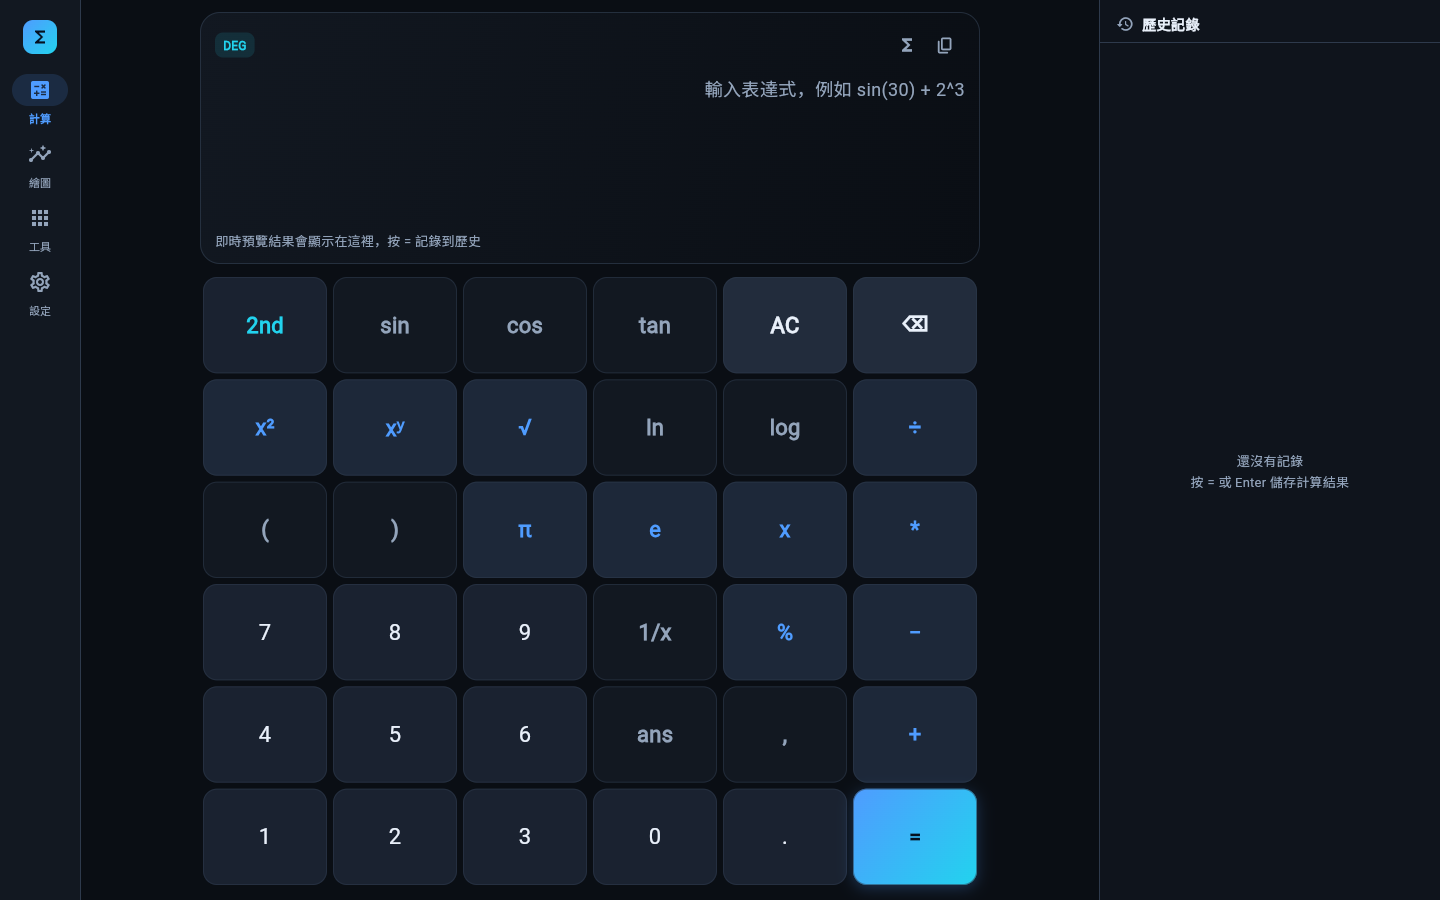 Σ
計算
繪圖
工具
設定
DEG
Σ
輸入表達式，例如 sin(30) + 2^3
即時預覽結果會顯示在這裡，按 = 記錄到歷史
2nd sin cos tan AC ⌫
x² xʸ √ ln log ÷
( ) π e x *
7 8 9 1/x % −
4 5 6 ans , +
1 2 3 0 . =
歷史記錄
還沒有記錄
按 = 或 Enter 儲存計算結果